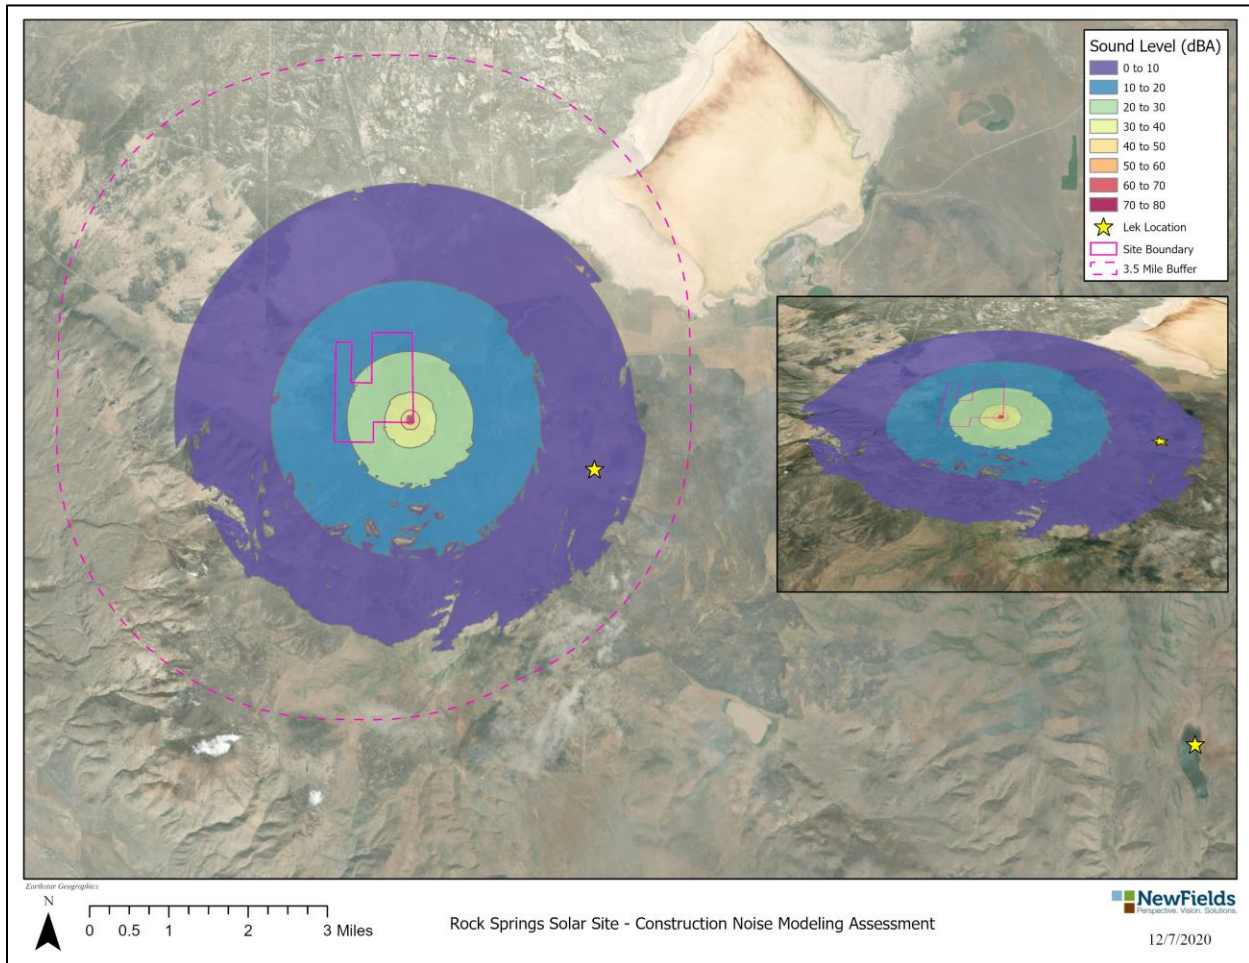 Sound Level (dBA)
0 to 10
10 to 20
20 to 30
30 to 40
40 to 50
50 to 60
60 to 70
70 to 80
Lek Location
Site Boundary
3.5 Mile Buffer
Earthstar Geographics
N
0 0.5 1 2 3 Miles
Rock Springs Solar Site - Construction Noise Modeling Assessment
NewFields
Perspective. Vision. Solutions.
12/7/2020